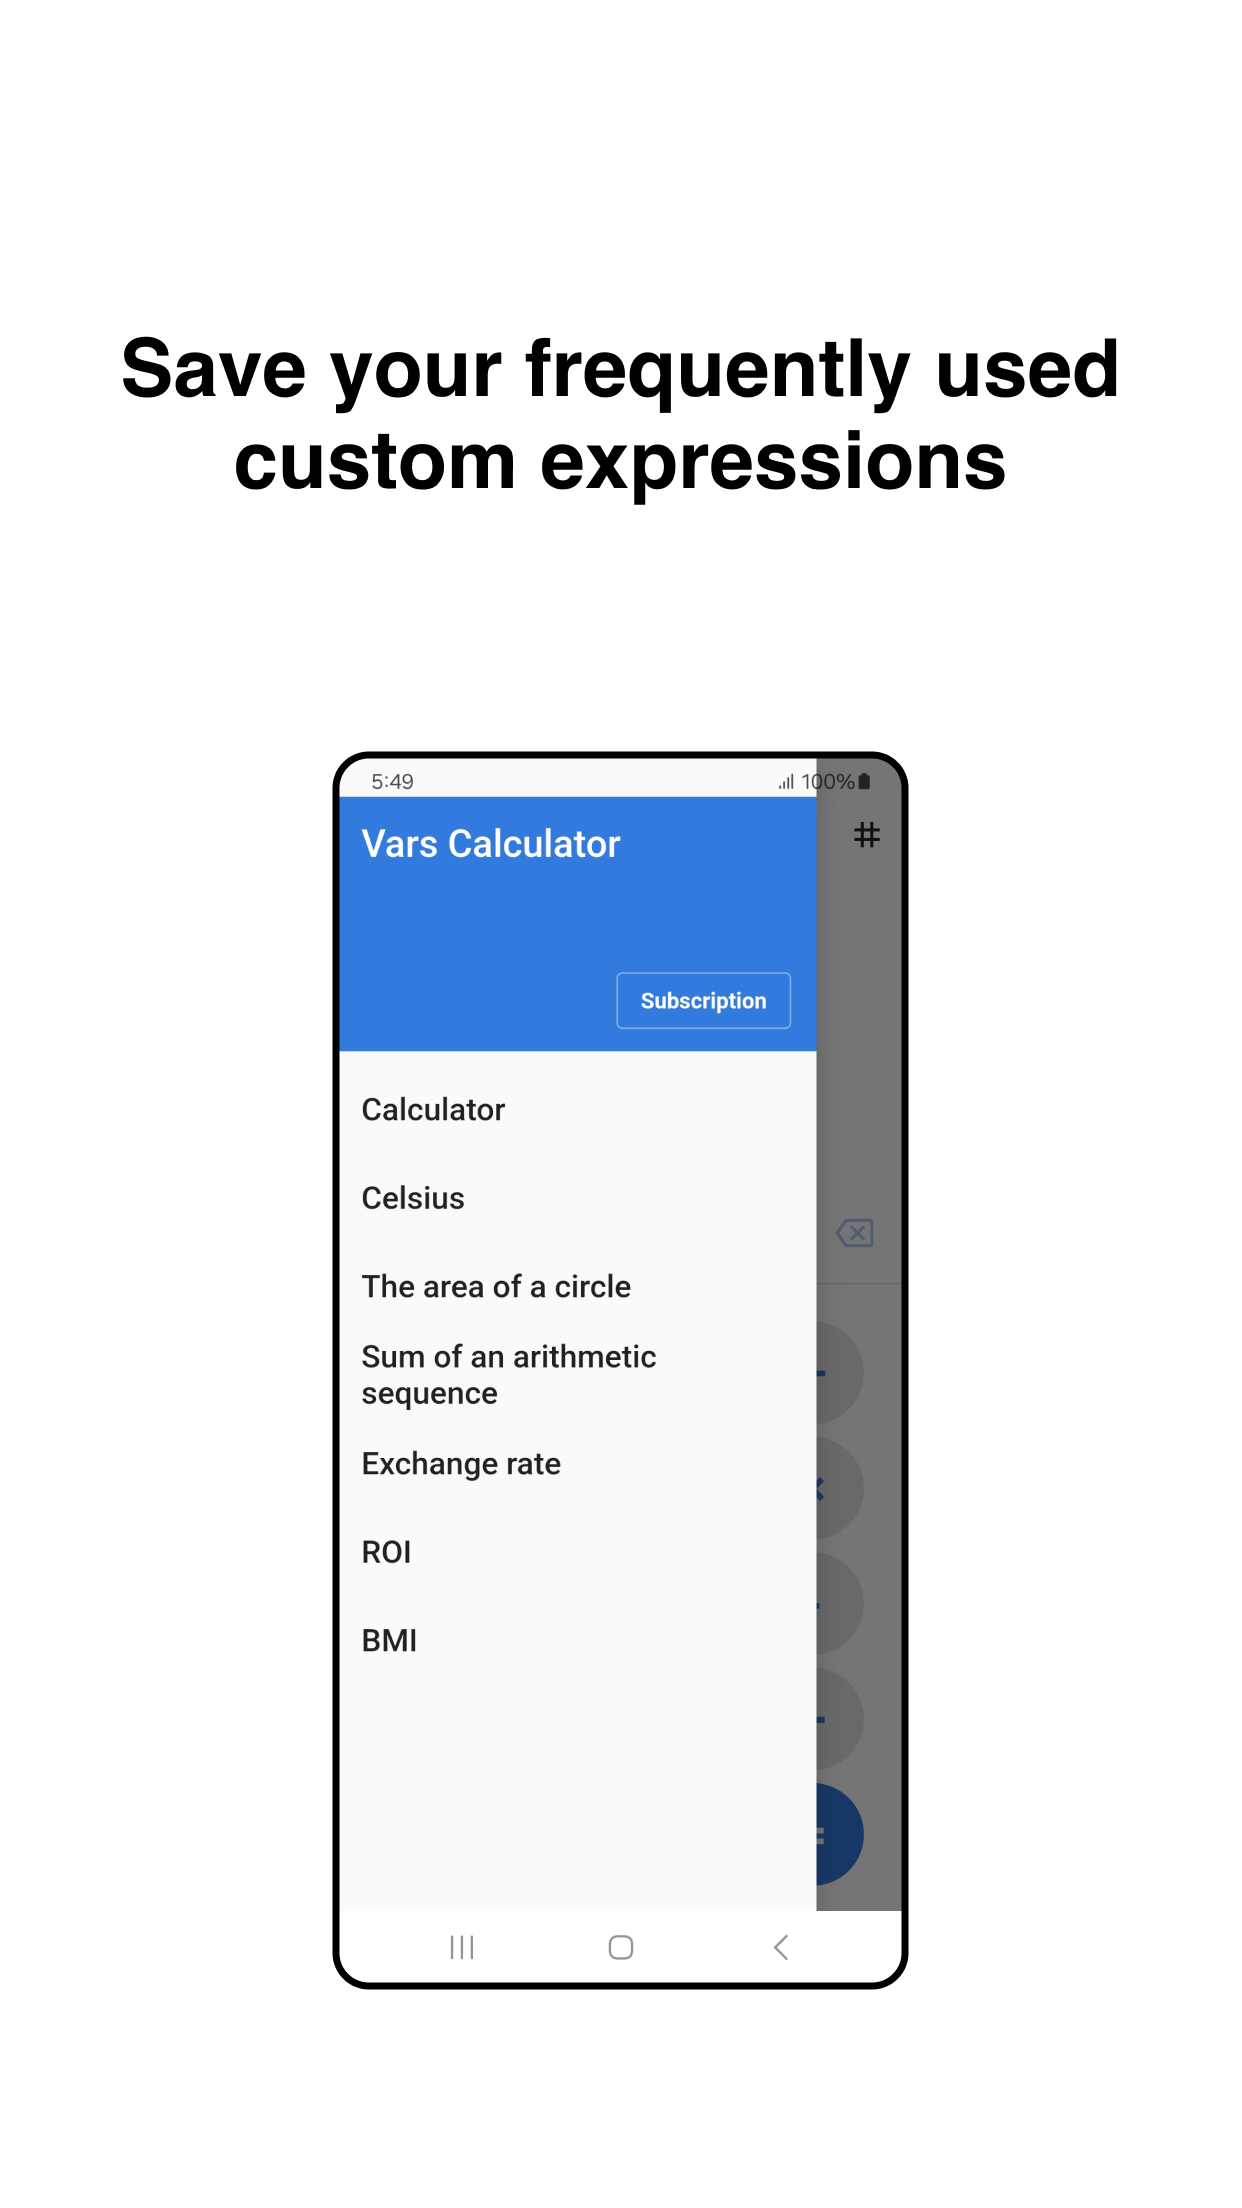 Save your frequently used
custom expressions
5:49
100%
Vars Calculator
#
Subscription
Calculator
Celsius
The area of a circle
Sum of an arithmetic
sequence
Exchange rate
ROI
BMI
=